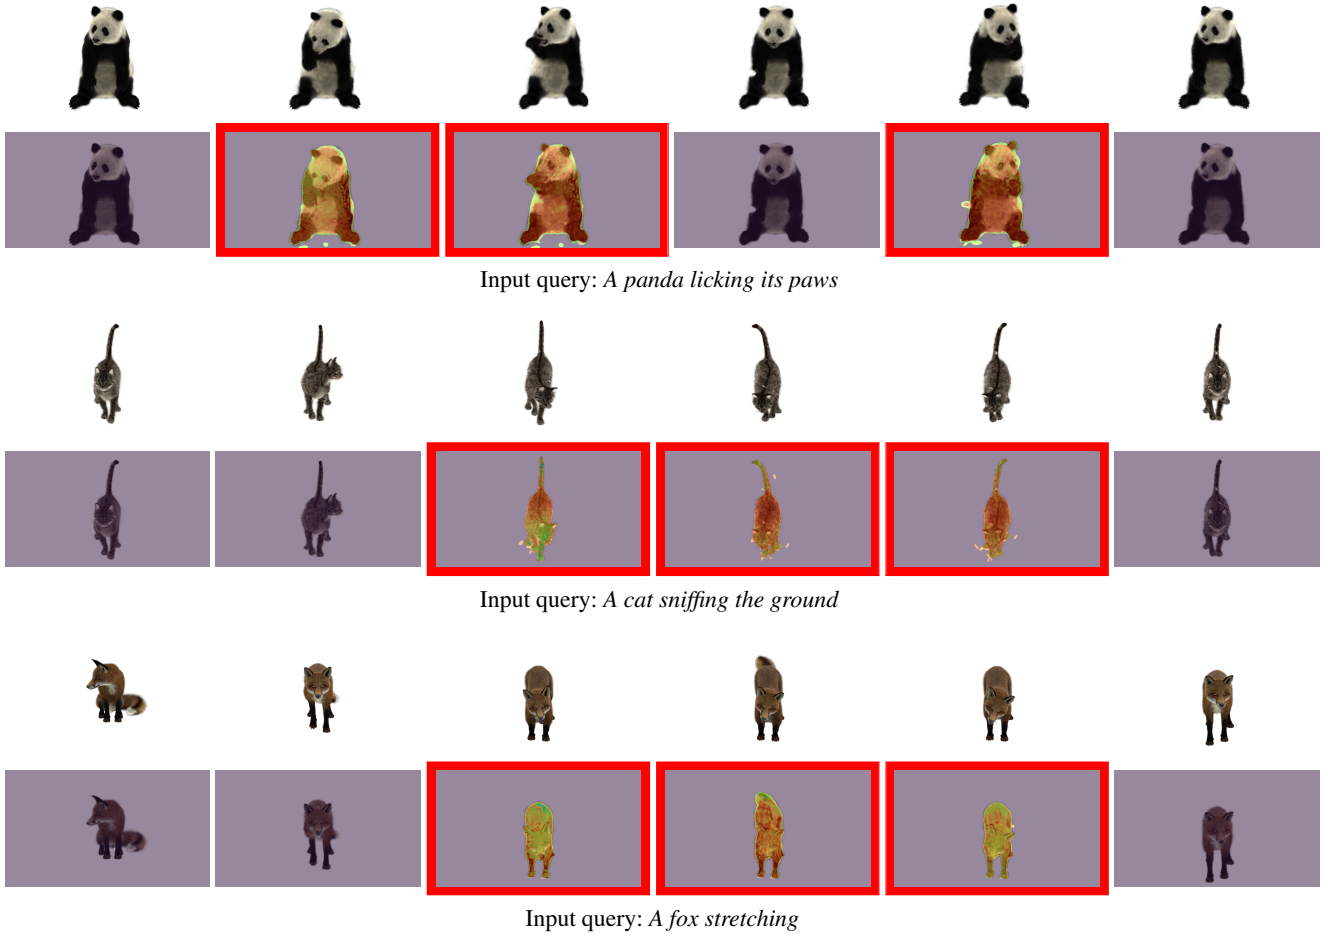 Input query: A panda licking its paws
Input query: A cat sniffing the ground
Input query: A fox stretching